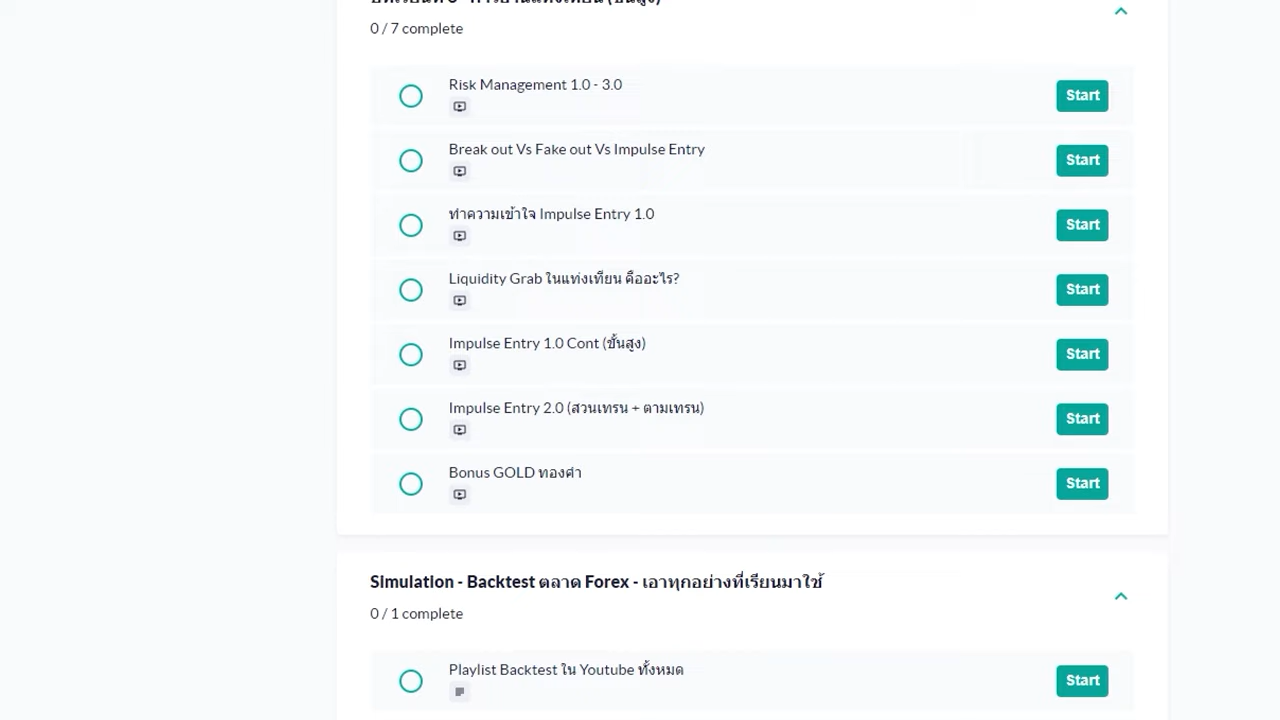 0 / 7 complete
Risk Management 1.0 - 3.0
Start
Break out Vs Fake out Vs Impulse Entry
Start
ทำความเข้าใจ Impulse Entry 1.0
Start
Liquidity Grab ในแท่งเทียน คืออะไร?
Start
Impulse Entry 1.0 Cont (ขั้นสูง)
Start
Impulse Entry 2.0 (สวนเทรน + ตามเทรน)
Start
Bonus GOLD ทองคำ
Start
Simulation - Backtest ตลาด Forex - เอาทุกอย่างที่เรียนมาใช้
0 / 1 complete
Playlist Backtest ใน Youtube ทั้งหมด
Start